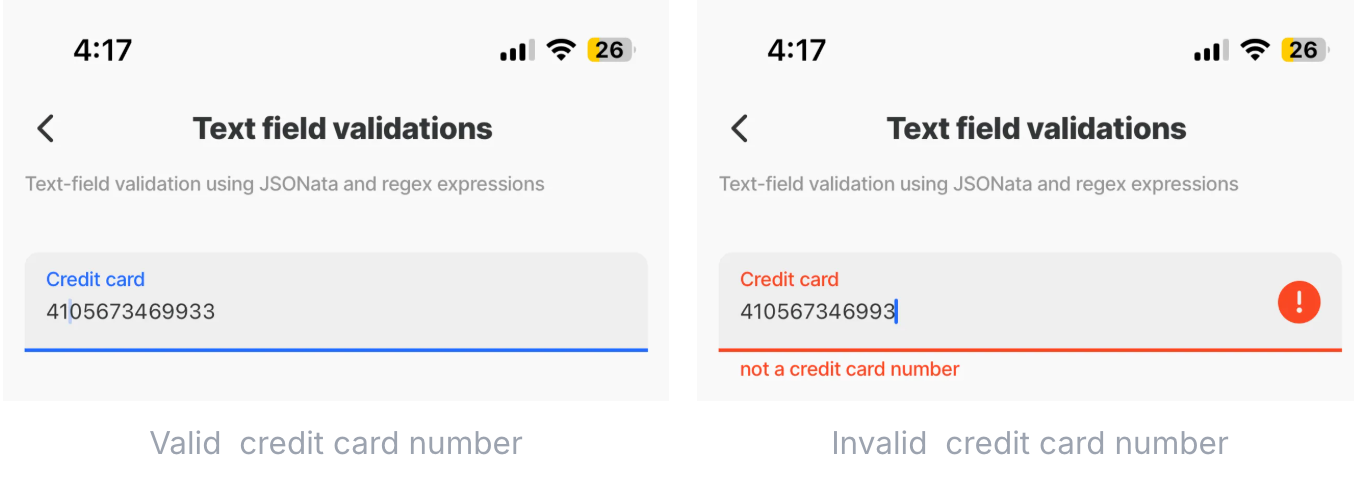 4:17
26
Text field validations
Text-field validation using JSONata and regex expressions
Credit card
4105673469933
Valid credit card number
4:17
26
Text field validations
Text-field validation using JSONata and regex expressions
Credit card
410567346993
!
not a credit card number
Invalid credit card number